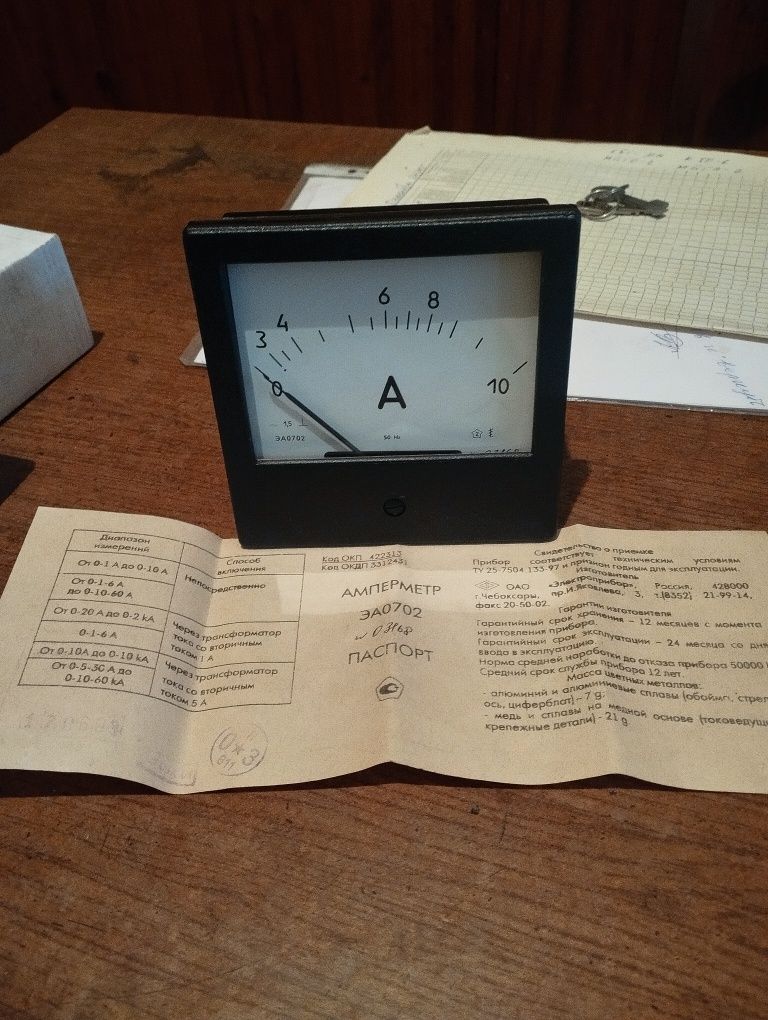 6
8
4
3
0
10
A
1,5
ЭА0702
50 Hz
Диапазон
измерений
Способ
включения
От 0-1 А до 0-10 А
Непосредственно
От 0-1-6 А
до 0-10-60 А
От 0-20 А до 0-2 kA
Через трансформатор
тока со вторичным
током 1 А
0-1-6 А
От 0-10А до 0-10 kA
Через трансформатор
тока со вторичным
током 5 А
От 0-5-30 А до
0-10-60 kA
Код ОКП 422313
Код ОКДП 3312431
АМПЕРМЕТР
ЭА0702
ПАСПОРТ
Свидетельство о приемке
Прибор соответствует техническим условиям
ТУ 25-7504 133-97 и признан годным для эксплуатации.
Изготовитель
ОАО «Электроприбор», Россия, 428000
г.Чебоксары, пр.И.Яковлева, 3, т.(8352) 21-99-14,
факс 20-50-02.
Гарантии изготовителя
Гарантийный срок хранения – 12 месяцев с момента
изготовления прибора.
Гарантийный срок эксплуатации – 24 месяца со дня
ввода в эксплуатацию.
Норма средней наработки до отказа прибора 50000
Средний срок службы прибора 12 лет.
Масса цветных металлов:
- алюминий и алюминиевые сплавы (обоймы, стрел
ось, циферблат) – 7 g;
- медь и сплавы на медной основе (токоведущ
крепежные детали) - 21 g.